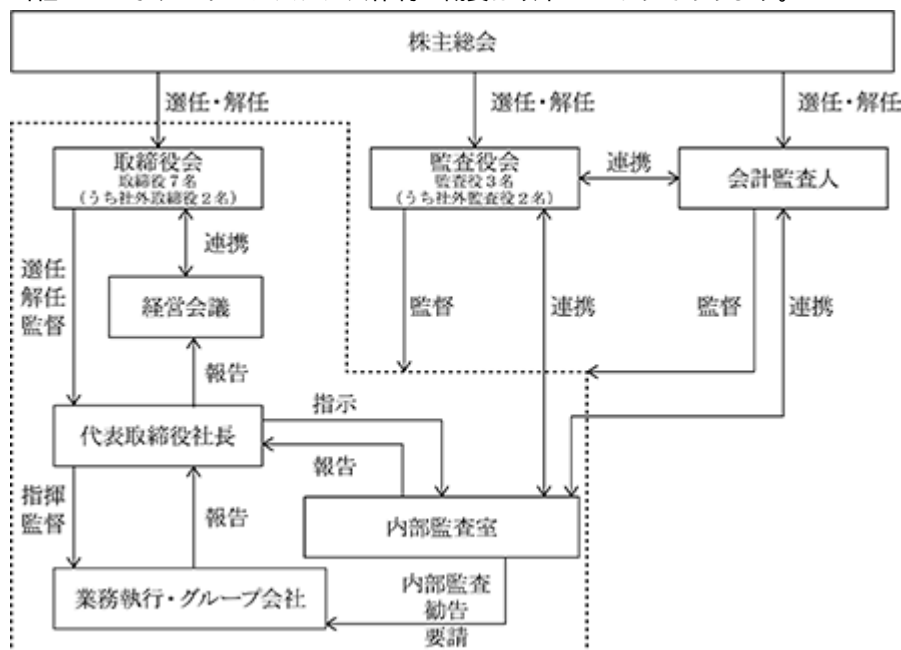 株主総会
選任・解任
選任・解任
選任・解任
取締役会
取締役7名
(うち社外取締役2名)
監査役会
監査役3名
(うち社外監査役2名)
連携
会計監査人
選任
解任
監督
連携
経営会議
監督
連携
監督
連携
報告
代表取締役社長
指示
報告
指揮
監督
報告
内部監査室
業務執行・グループ会社
内部監査
勧告
要請